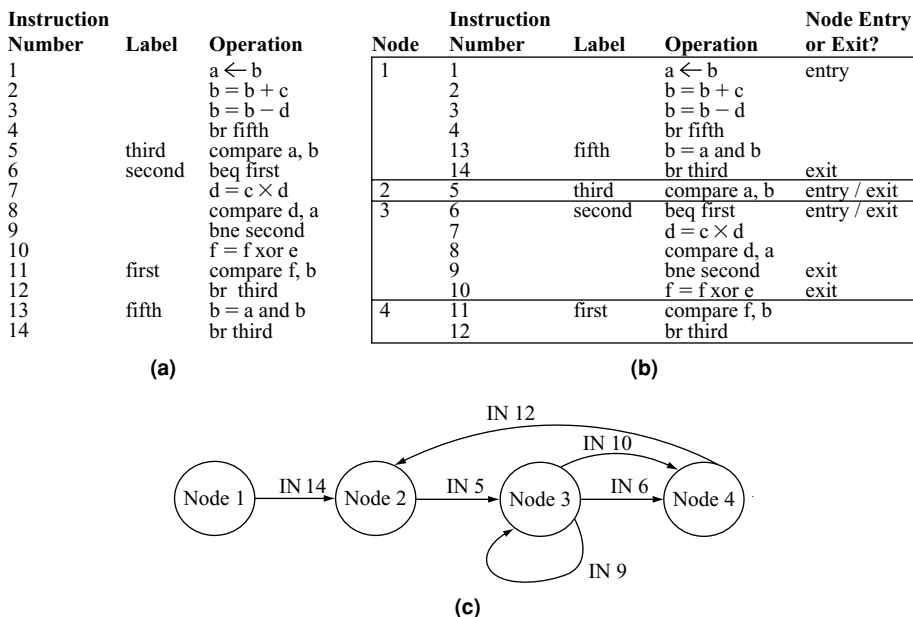 Instruction
Number Label Operation
1 a ← b
2 b = b + c
3 b = b − d
4 br fifth
5 third compare a, b
6 second beq first
7 d = c × d
8 compare d, a
9 bne second
10 f = f xor e
11 first compare f, b
12 br third
13 fifth b = a and b
14 br third
(a)
Instruction Node Entry
Node Number Label Operation or Exit?
1 1 a ← b entry
2 b = b + c
3 b = b − d
4 br fifth
13 fifth b = a and b
14 br third exit
2 5 third compare a, b entry / exit
3 6 second beq first entry / exit
7 d = c × d
8 compare d, a
9 bne second exit
10 f = f xor e exit
4 11 first compare f, b
12 br third
(b)
IN 12
IN 10
Node 1 IN 14 Node 2 IN 5 Node 3 IN 6 Node 4
IN 9
(c)